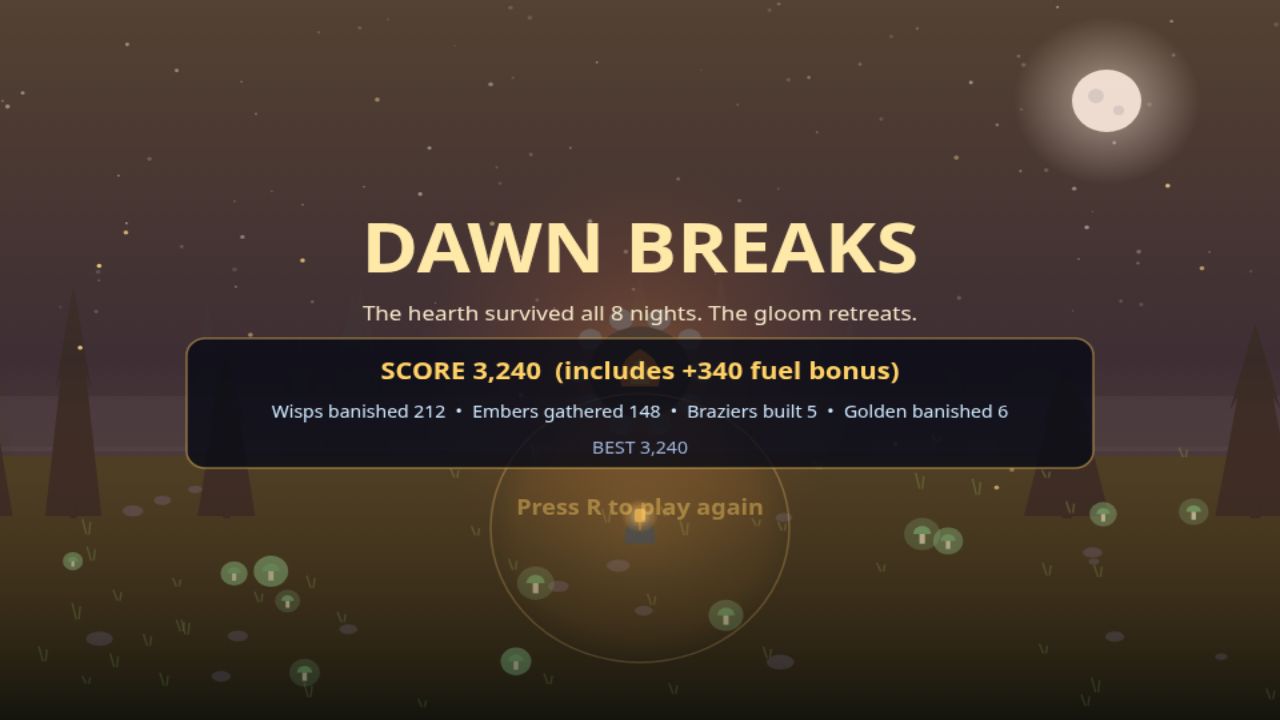 DAWN BREAKS
The hearth survived all 8 nights. The gloom retreats.
SCORE 3,240 (includes +340 fuel bonus)
Wisps banished 212 • Embers gathered 148 • Braziers built 5 • Golden banished 6
BEST 3,240
Press R to play again